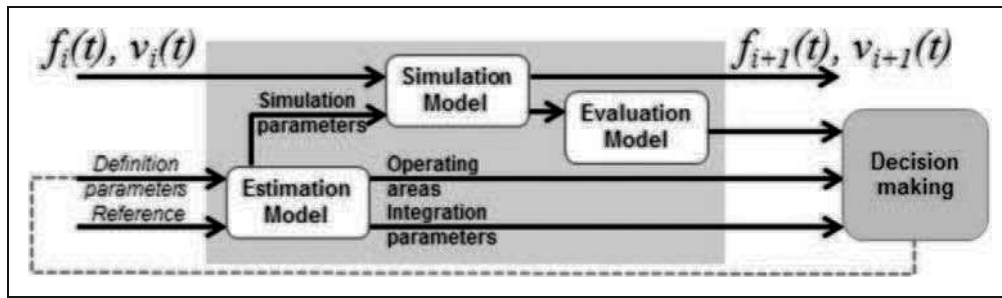 fᵢ(t), vᵢ(t)
fᵢ₊₁(t), vᵢ₊₁(t)
Simulation
Model
Simulation
parameters
Evaluation
Model
Definition
parameters
Reference
Estimation
Model
Operating
areas
Integration
parameters
Decision
making